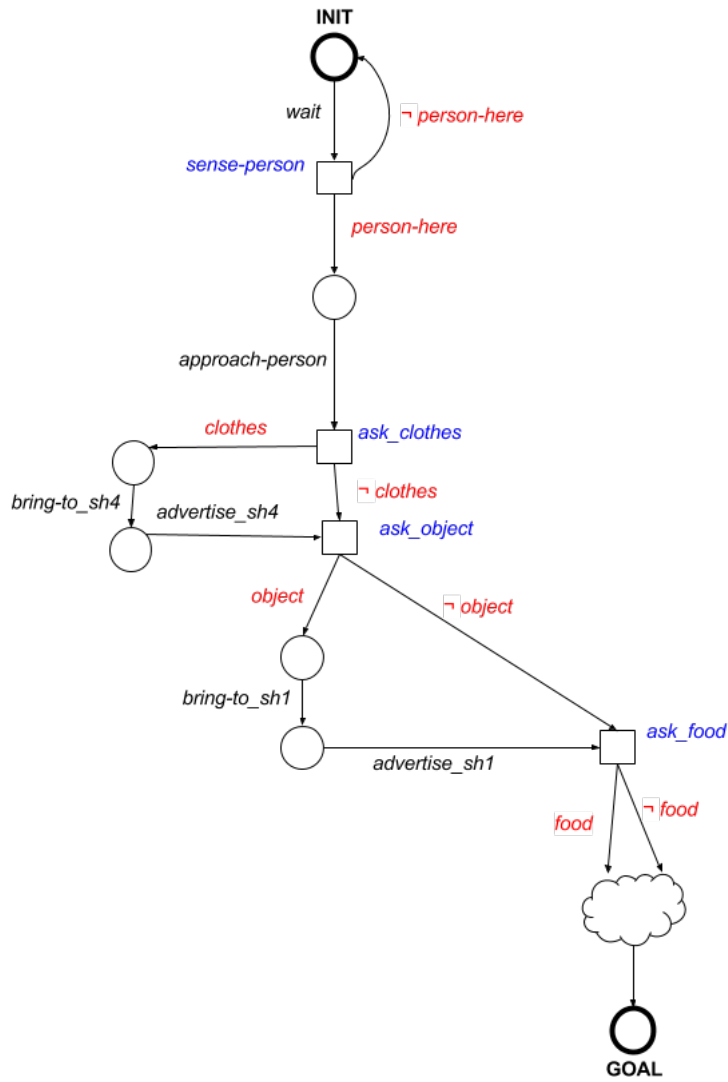 INIT
wait
¬ person-here
sense-person
person-here
approach-person
clothes
ask_clothes
¬ clothes
bring-to_sh4
advertise_sh4
ask_object
object
¬ object
bring-to_sh1
ask_food
advertise_sh1
food
¬ food
GOAL